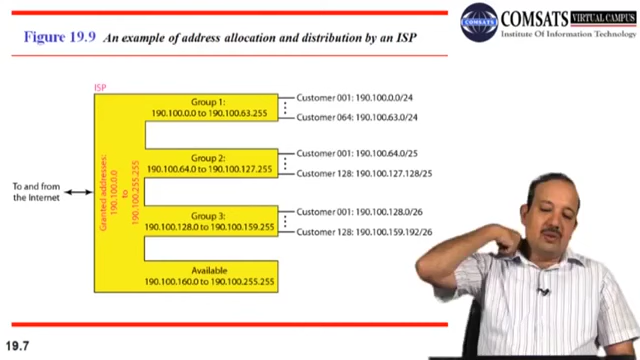 Figure 19.9 An example of address allocation and distribution by an ISP
COMSATS VIRTUAL CAMPUS
Institute Of Information Technology
ISP
Group 1:
190.100.0.0 to 190.100.63.255
Customer 001: 190.100.0.0/24
Customer 064: 190.100.63.0/24
Group 2:
190.100.64.0 to 190.100.127.255
Customer 001: 190.100.64.0/25
Customer 128: 190.100.127.128/25
To and from
the Internet
Granted addresses:
190.100.0.0
to
190.100.255.255
Group 3:
190.100.128.0 to 190.100.159.255
Customer 001: 190.100.128.0/26
Customer 128: 190.100.159.192/26
Available
190.100.160.0 to 190.100.255.255
19.7